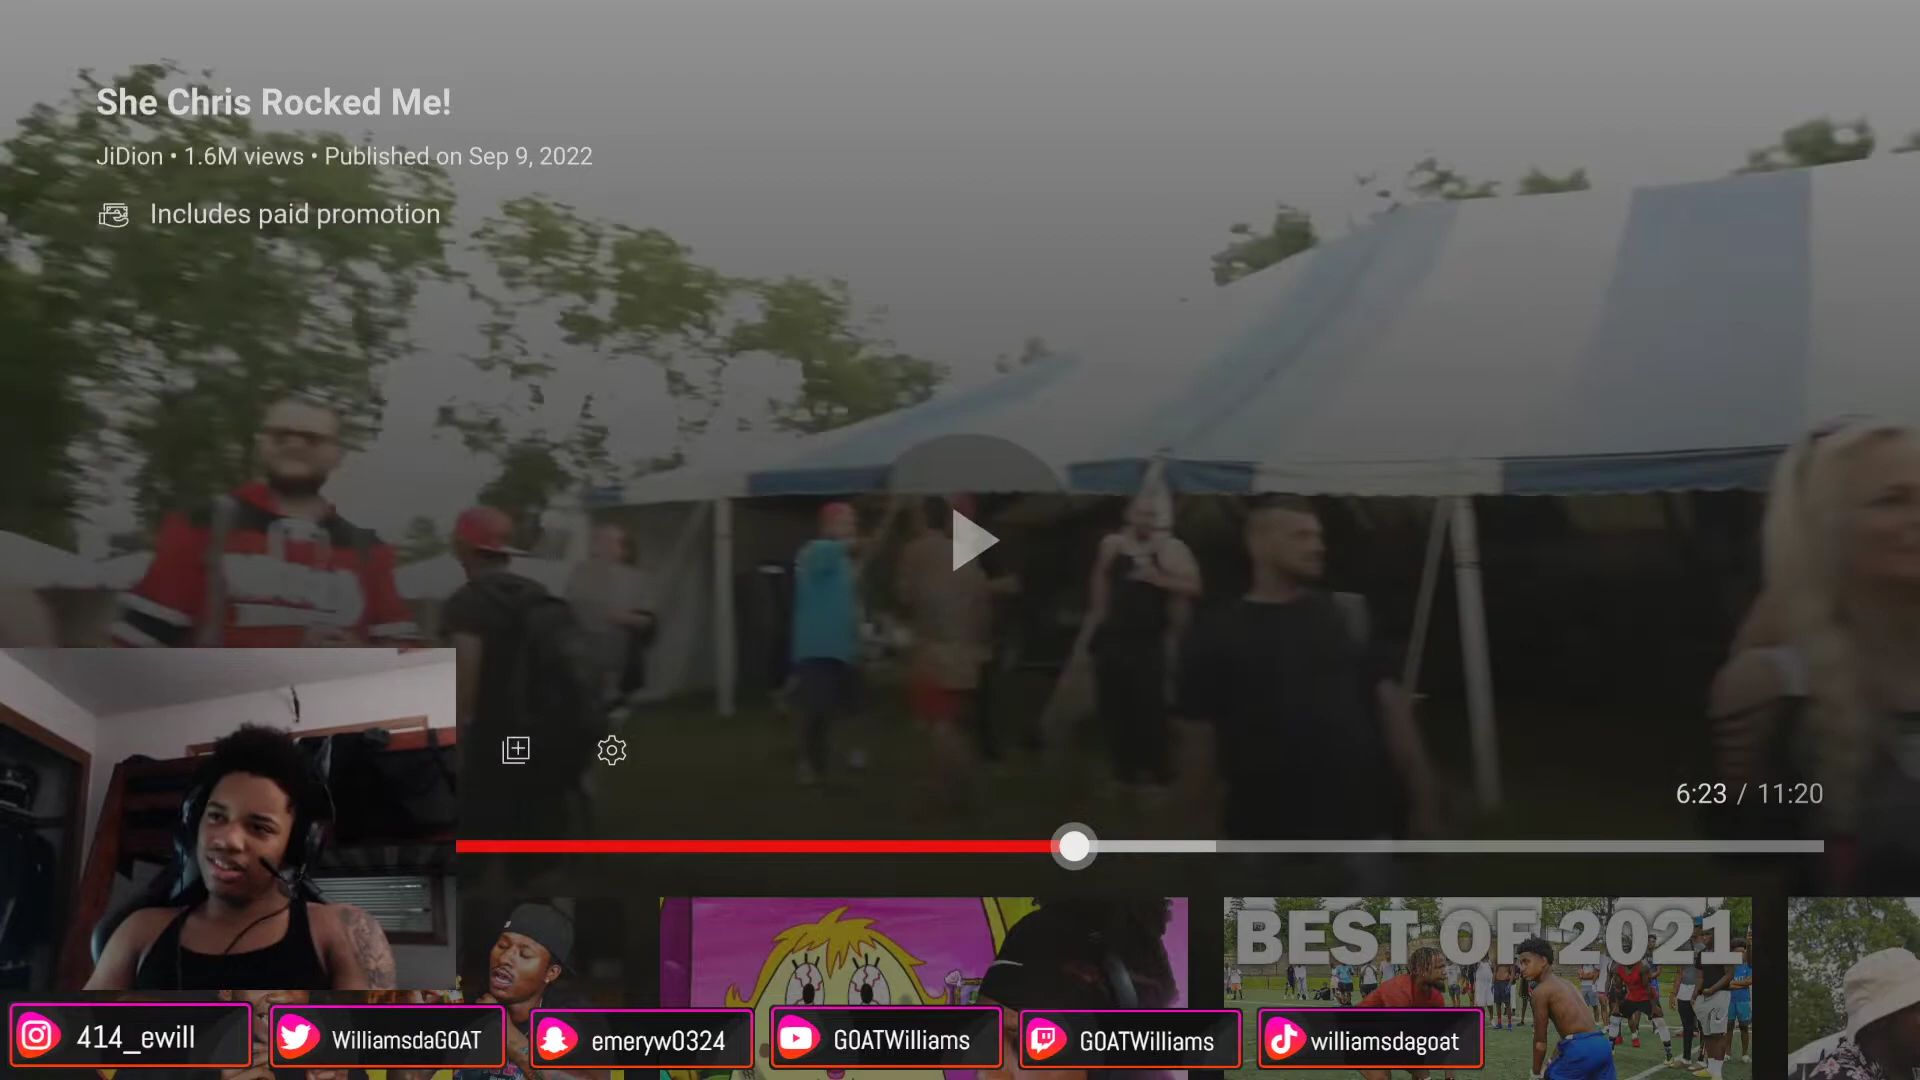 She Chris Rocked Me!
JiDion • 1.6M views • Published on Sep 9, 2022
Includes paid promotion
6:23 / 11:20
BEST OF 2021
414_ewill
WilliamsdaGOAT
emeryw0324
GOATWilliams
GOATWilliams
williamsdagoat